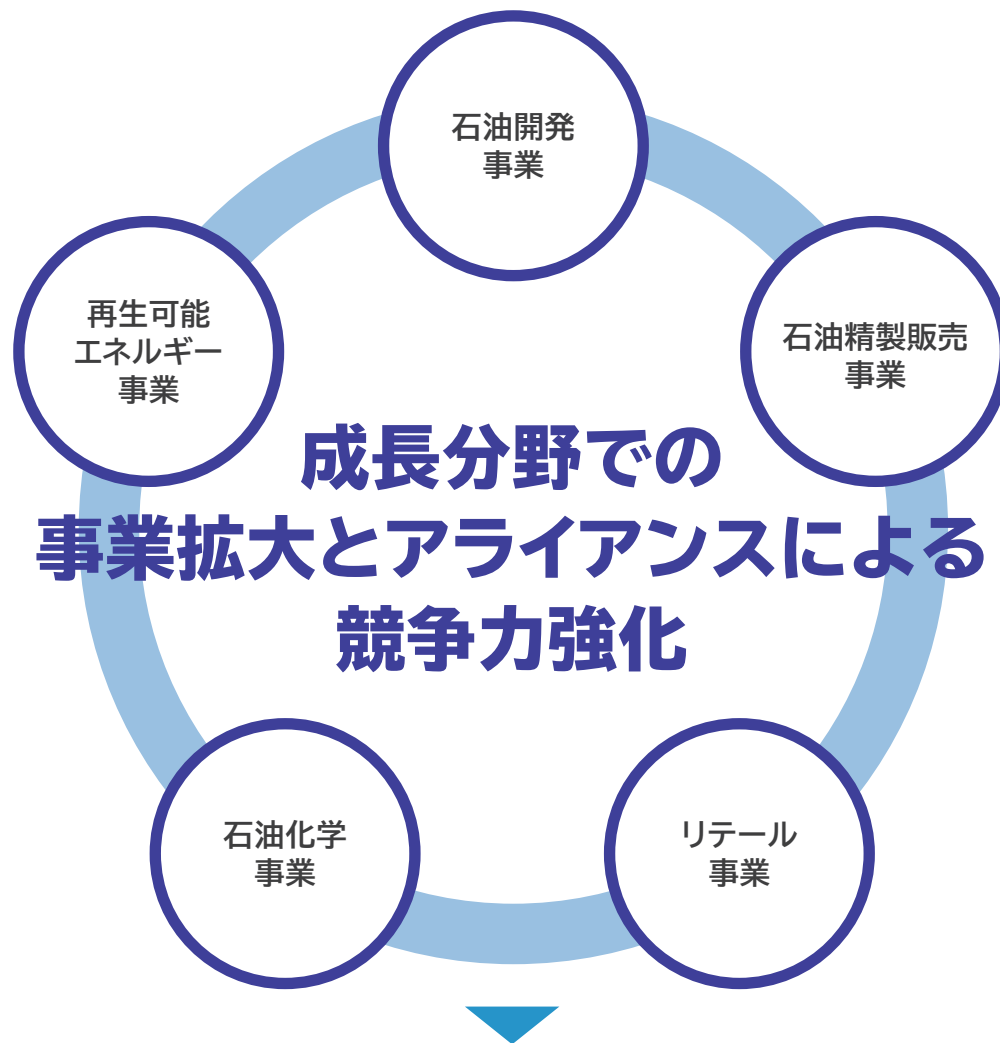 石油開発
事業
再生可能
エネルギー
事業
石油精製販売
事業
成長分野での
事業拡大とアライアンスによる
競争力強化
石油化学
事業
リテール
事業